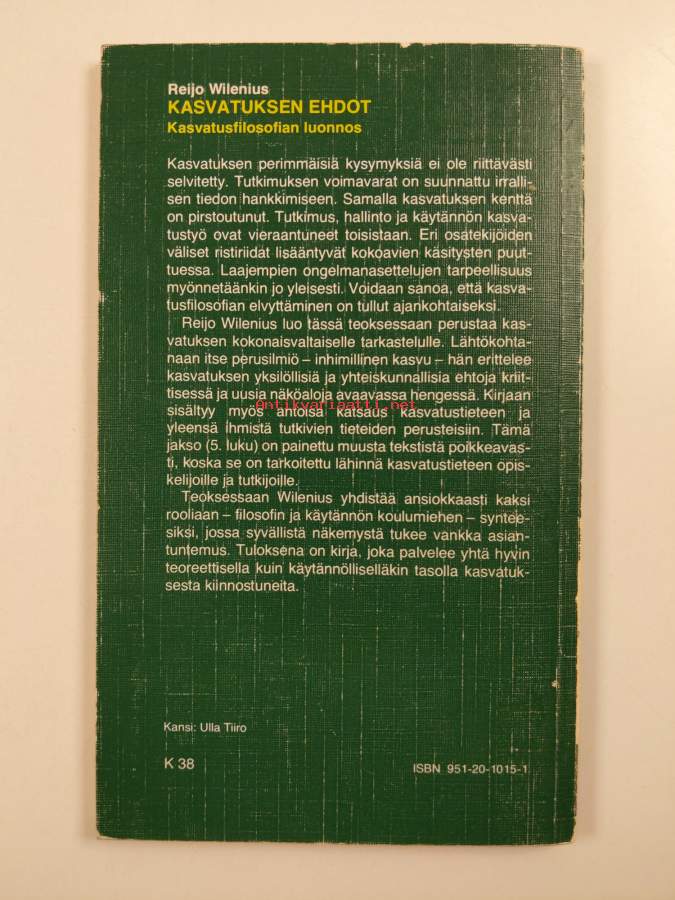 Reijo Wilenius
KASVATUKSEN EHDOT
Kasvatusfilosofian luonnos
Kasvatuksen perimmäisiä kysymyksiä ei ole riittävästi
selvitetty. Tutkimuksen voimavarat on suunnattu irralli-
sen tiedon hankkimiseen. Samalla kasvatuksen kenttä
on pirstoutunut. Tutkimus, hallinto ja käytännön kasva-
tustyö ovat vieraantuneet toisistaan. Eri osatekijöiden
väliset ristiriidat lisääntyvät kokoavien käsitysten puut-
tuessa. Laajempien ongelmanasettelujen tarpeellisuus
myönnetäänkin jo yleisesti. Voidaan sanoa, että kasva-
tusfilosofian elvyttäminen on tullut ajankohtaiseksi.
Reijo Wilenius luo tässä teoksessaan perustaa kas-
vatuksen kokonaisvaltaiselle tarkastelulle. Lähtökohta-
naan itse perusilmiö – inhimillinen kasvu – hän erittelee
kasvatuksen yksilöllisiä ja yhteiskunnallisia ehtoja kriit-
tisessä ja uusia näköaloja avaavassa hengessä. Kirjaan
sisältyy myös antoisa katsaus kasvatustieteen ja
yleensä ihmistä tutkivien tieteiden perusteisiin. Tämä
jakso (5. luku) on painettu muusta tekstistä poikkeavas-
ti, koska se on tarkoitettu lähinnä kasvatustieteen opis-
kelijoille ja tutkijoille.
Teoksessaan Wilenius yhdistää ansiokkaasti kaksi
rooliaan – filosofin ja käytännön koulumiehen – syntee-
siksi, jossa syvällistä näkemystä tukee vankka asian-
tuntemus. Tuloksena on kirja, joka palvelee yhtä hyvin
teoreettisella kuin käytännölliselläkin tasolla kasvatuk-
sesta kiinnostuneita.
Antikvariaatti.net
Kansi: Ulla Tiiro
K 38
ISBN 951-20-1015-1